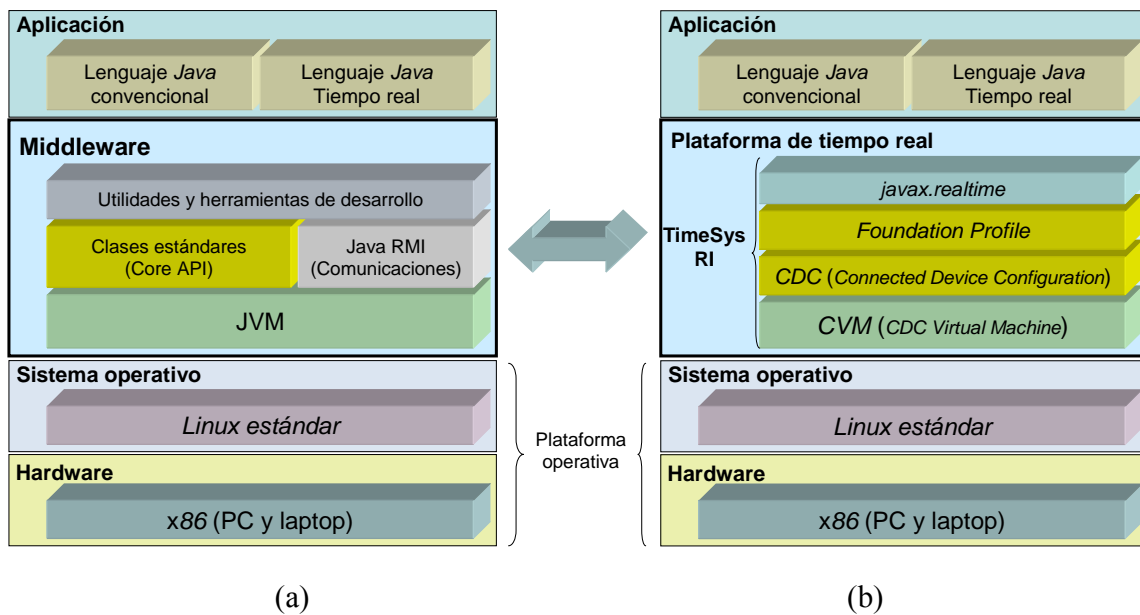 Aplicación
Lenguaje Java
convencional
Lenguaje Java
Tiempo real
Middleware
Utilidades y herramientas de desarrollo
Clases estándares
(Core API)
Java RMI
(Comunicaciones)
JVM
Sistema operativo
Linux estándar
Hardware
x86 (PC y laptop)
(a)
Plataforma
operativa
Aplicación
Lenguaje Java
convencional
Lenguaje Java
Tiempo real
Plataforma de tiempo real
TimeSys
RI
javax.realtime
Foundation Profile
CDC (Connected Device Configuration)
CVM (CDC Virtual Machine)
Sistema operativo
Linux estándar
Hardware
x86 (PC y laptop)
(b)